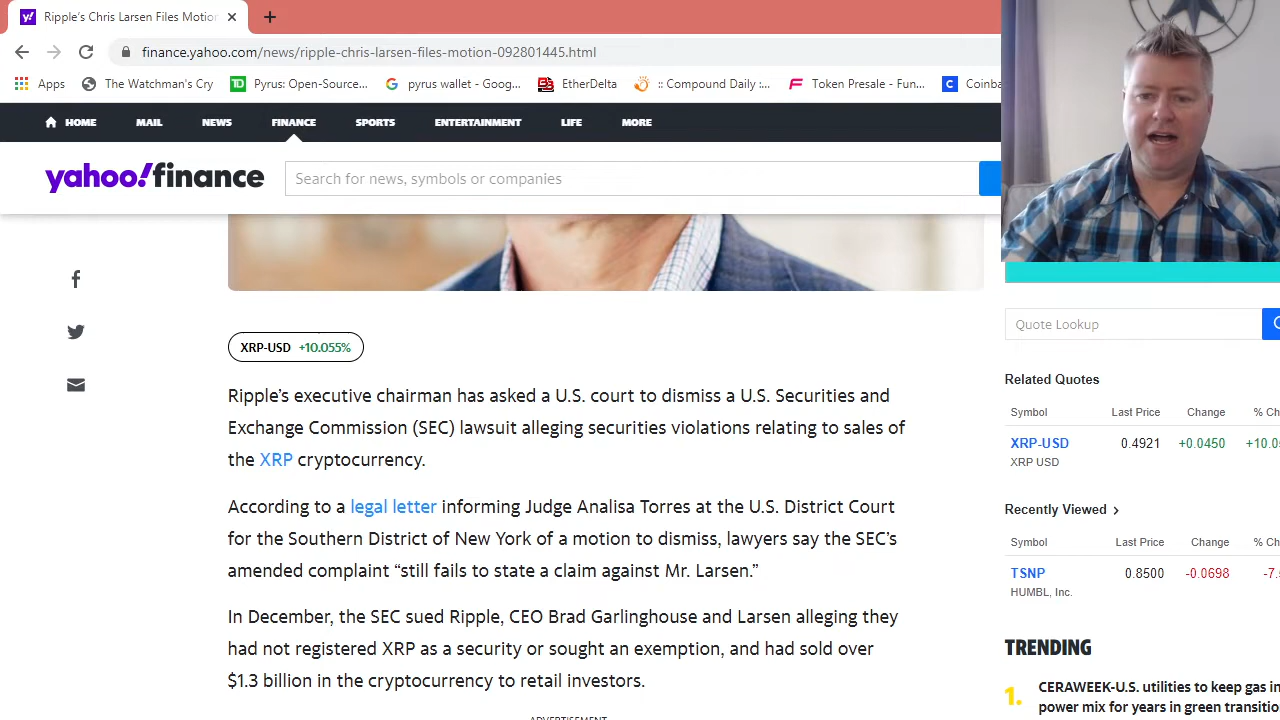 Ripple's Chris Larsen Files Motion
finance.yahoo.com/news/ripple-chris-larsen-files-motion-092801445.html
Apps The Watchman's Cry Pyrus: Open-Source... pyrus wallet - Goog... EtherDelta :: Compound Daily :... Token Presale - Fun... Coinba
HOME MAIL NEWS FINANCE SPORTS ENTERTAINMENT LIFE MORE
yahoo!finance Search for news, symbols or companies
XRP-USD +10.055%
Quote Lookup
Ripple's executive chairman has asked a U.S. court to dismiss a U.S. Securities and
Exchange Commission (SEC) lawsuit alleging securities violations relating to sales of
the XRP cryptocurrency.
According to a legal letter informing Judge Analisa Torres at the U.S. District Court
for the Southern District of New York of a motion to dismiss, lawyers say the SEC's
amended complaint “still fails to state a claim against Mr. Larsen.”
In December, the SEC sued Ripple, CEO Brad Garlinghouse and Larsen alleging they
had not registered XRP as a security or sought an exemption, and had sold over
$1.3 billion in the cryptocurrency to retail investors.
Related Quotes
Symbol Last Price Change % Ch
XRP-USD 0.4921 +0.0450 +10.0
XRP USD
Recently Viewed >
Symbol Last Price Change % Ch
TSNP 0.8500 -0.0698 -7.
HUMBL, Inc.
TRENDING
1. CERAWEEK-U.S. utilities to keep gas in
power mix for years in green transitio